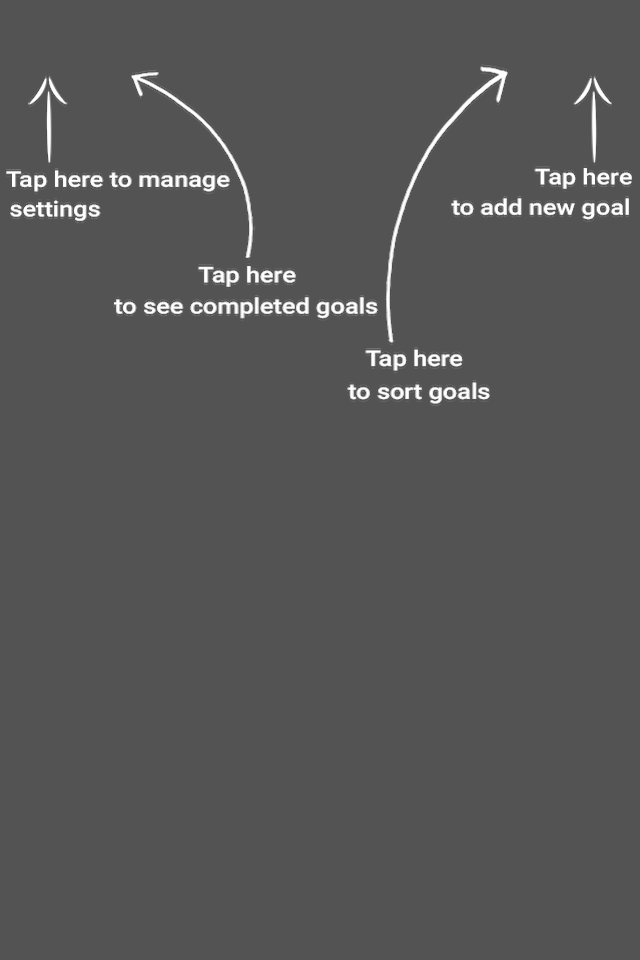 Tap here to manage
settings
Tap here
to add new goal
Tap here
to see completed goals
Tap here
to sort goals